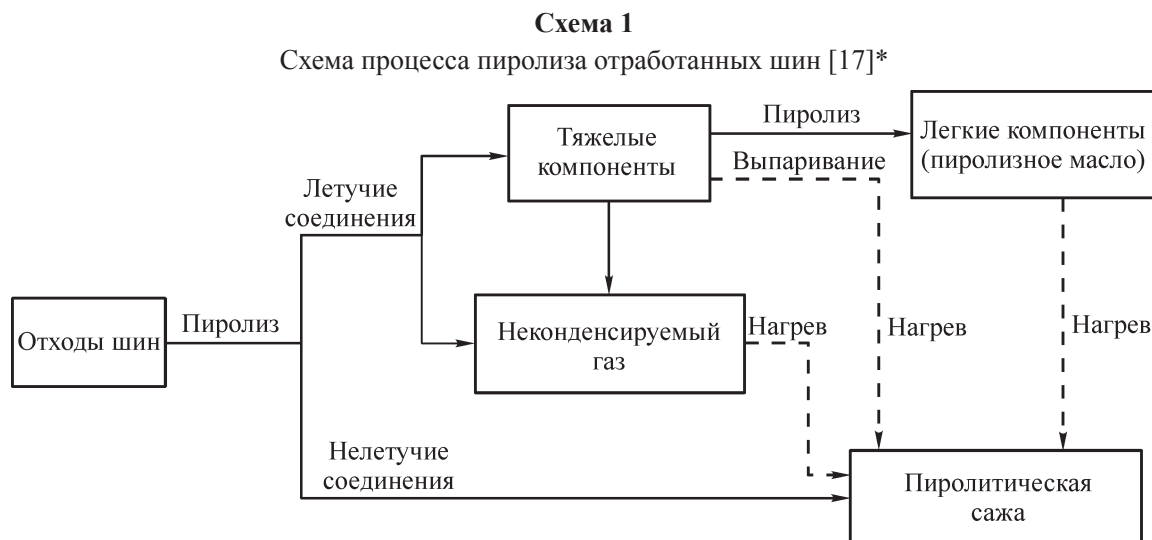 Схема 1
Схема процесса пиролиза отработанных шин [17]*
Пиролиз
Тяжелые
компоненты
Легкие компоненты
(пиролизное масло)
Выпаривание
Летучие
соединения
Отходы шин
Пиролиз
Неконденсируемый
газ
Нагрев
Нагрев
Нагрев
Нелетучие
соединения
Пиролитическая
сажа